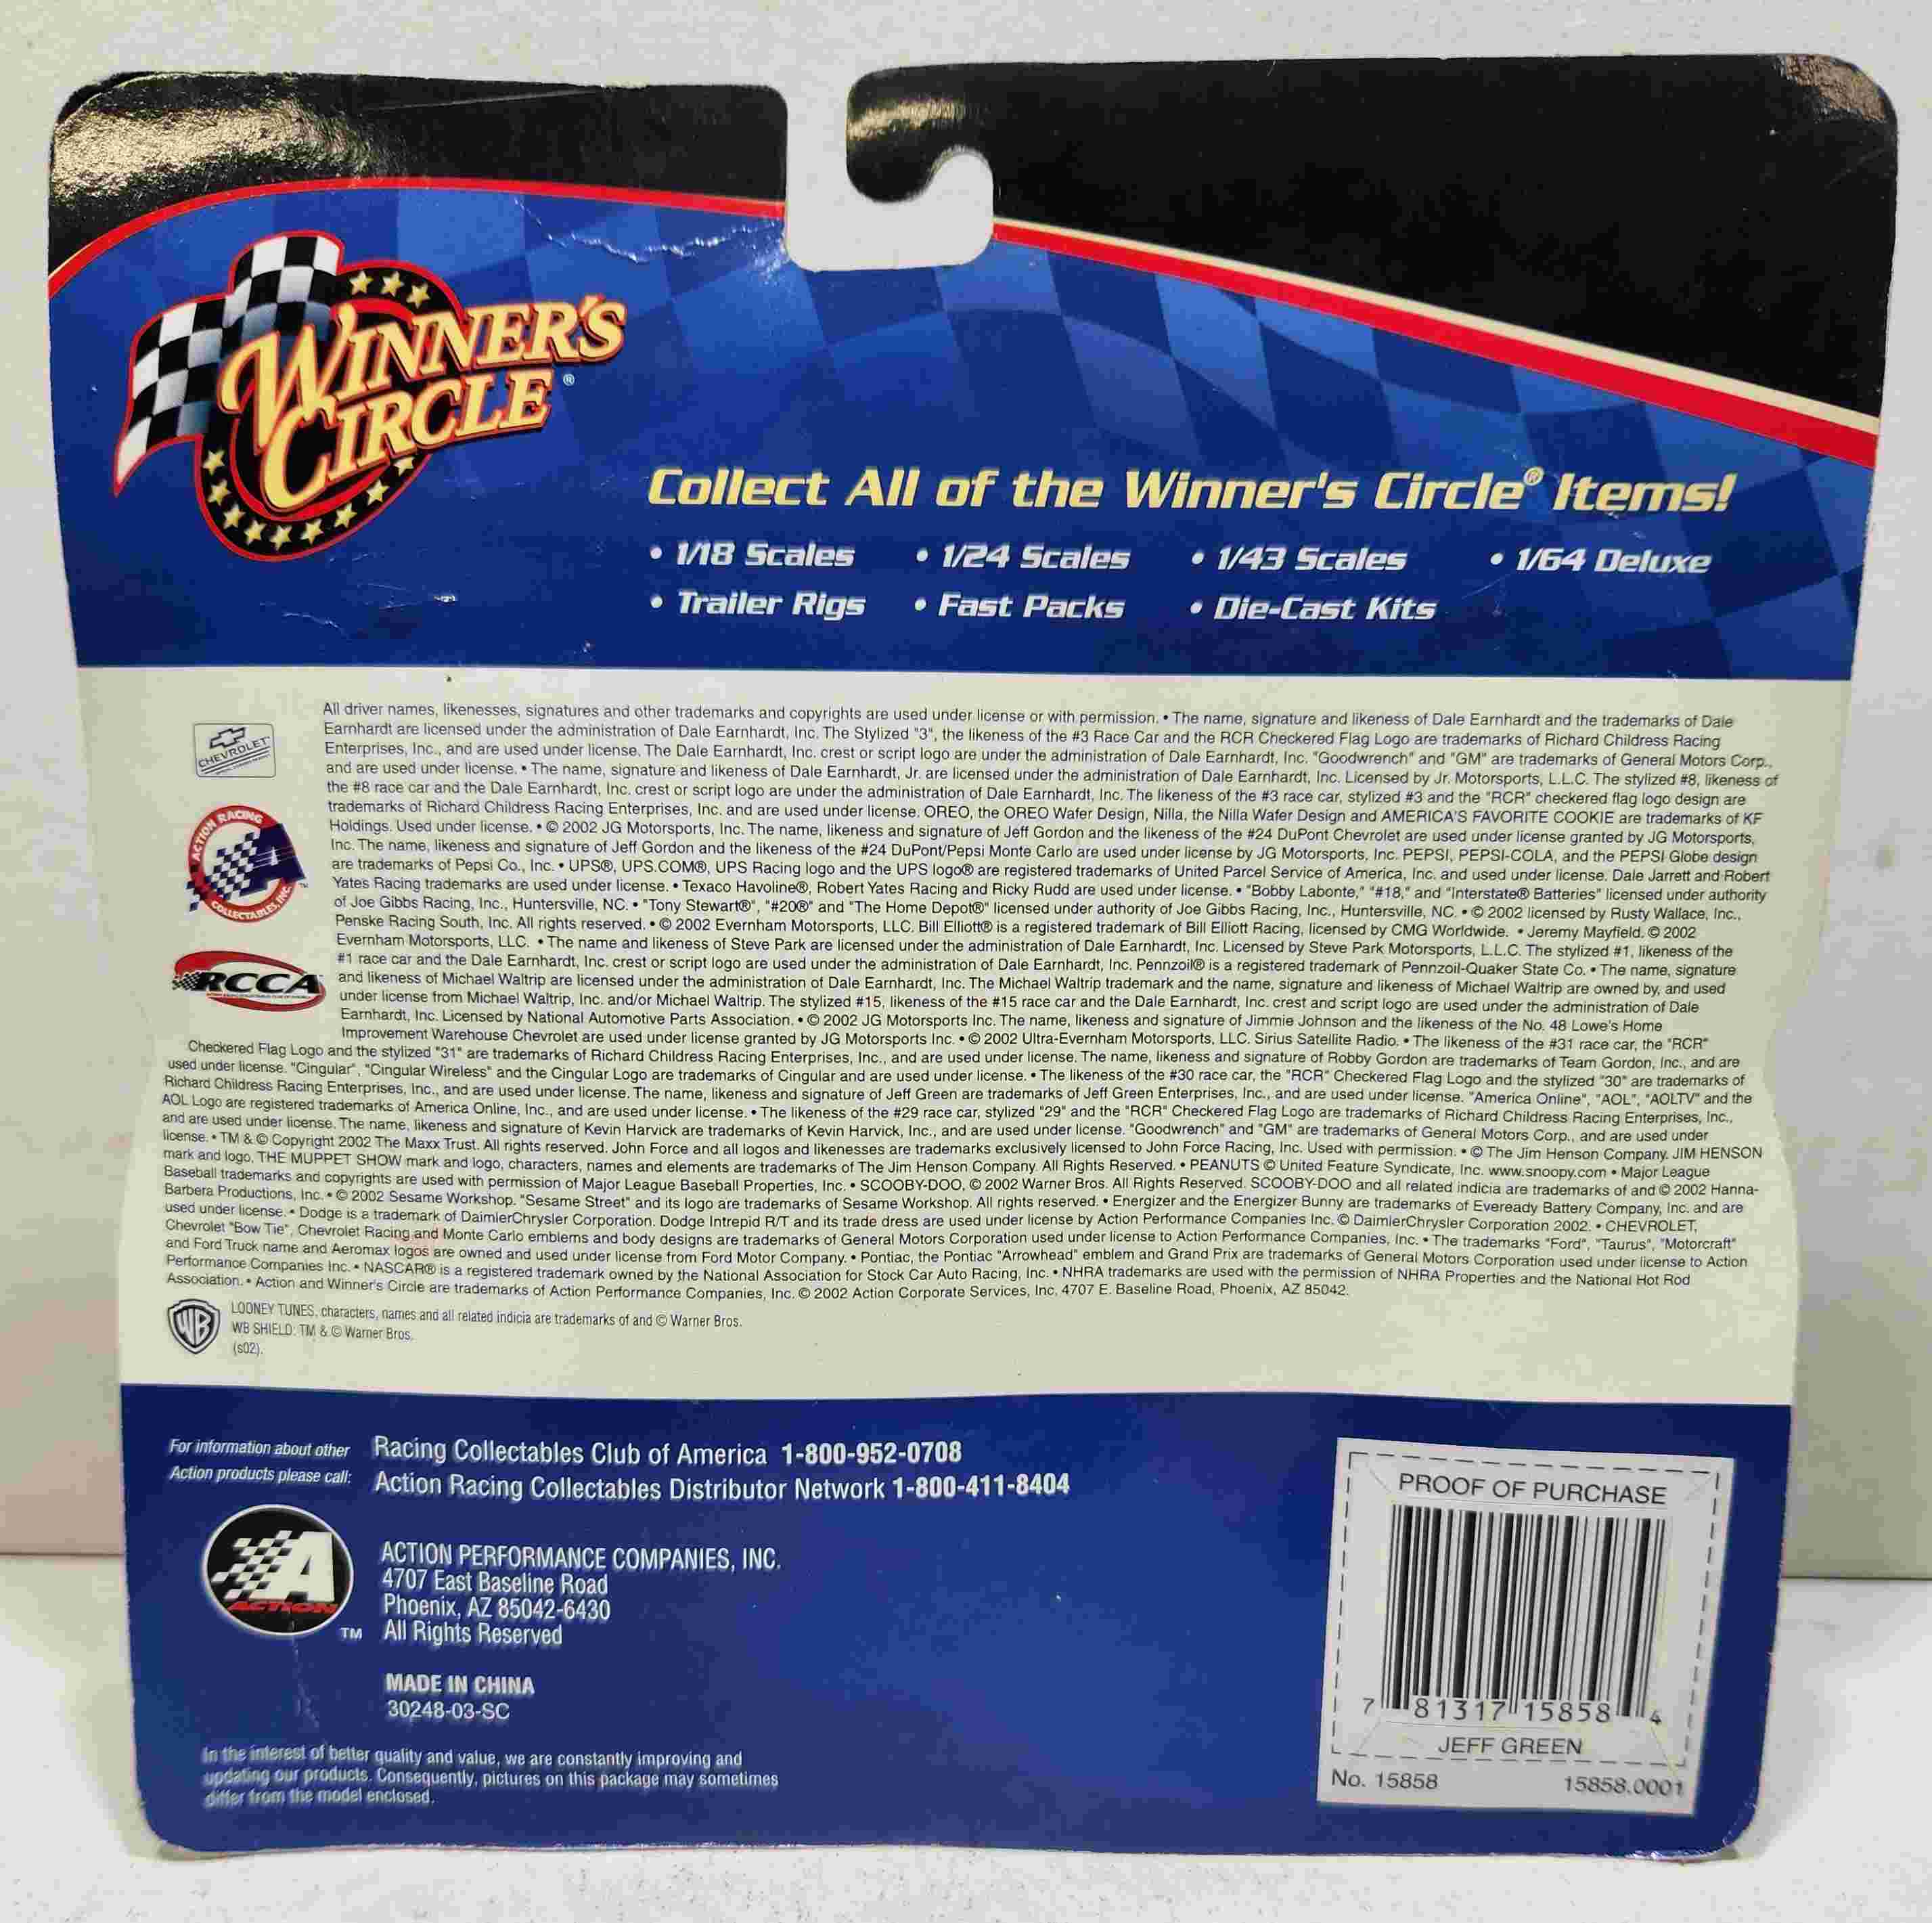 WINNER'S
CIRCLE®
Collect All of the Winner's Circle® Items!
• 1/18 Scales • 1/24 Scales • 1/43 Scales • 1/64 Deluxe
• Trailer Rigs • Fast Packs • Die-Cast Kits
CHEVROLET
ACTION RACING
COLLECTABLES, INC.
TM
RCCA
All driver names, likenesses, signatures and other trademarks and copyrights are used under license or with permission. • The name, signature and likeness of Dale Earnhardt and the trademarks of Dale
Earnhardt are licensed under the administration of Dale Earnhardt, Inc. The Stylized "3", the likeness of the #3 Race Car and the RCR Checkered Flag Logo are trademarks of Richard Childress Racing
Enterprises, Inc., and are used under license. The Dale Earnhardt, Inc. crest or script logo are under the administration of Dale Earnhardt, Inc. "Goodwrench" and "GM" are trademarks of General Motors Corp.,
and are used under license. • The name, signature and likeness of Dale Earnhardt, Jr. are licensed under the administration of Dale Earnhardt, Inc. Licensed by Jr. Motorsports, L.L.C. The stylized #8, likeness of
the #8 race car and the Dale Earnhardt, Inc. crest or script logo are under the administration of Dale Earnhardt, Inc. The likeness of the #3 race car, stylized #3 and the "RCR" checkered flag logo design are
trademarks of Richard Childress Racing Enterprises, Inc. and are used under license. OREO, the OREO Wafer Design, Nilla, the Nilla Wafer Design and AMERICA'S FAVORITE COOKIE are trademarks of KF
Holdings. Used under license. • © 2002 JG Motorsports, Inc. The name, likeness and signature of Jeff Gordon and the likeness of the #24 DuPont Chevrolet are used under license granted by JG Motorsports,
Inc. The name, likeness and signature of Jeff Gordon and the likeness of the #24 DuPont/Pepsi Monte Carlo are used under license by JG Motorsports, Inc. PEPSI, PEPSI-COLA, and the PEPSI Globe design
are trademarks of Pepsi Co., Inc. • UPS®, UPS.COM®, UPS Racing logo and the UPS logo® are registered trademarks of United Parcel Service of America, Inc. and used under license. Dale Jarrett and Robert
Yates Racing trademarks are used under license. • Texaco Havoline®, Robert Yates Racing and Ricky Rudd are used under license. • "Bobby Labonte," "#18," and "Interstate® Batteries" licensed under authority
of Joe Gibbs Racing, Inc., Huntersville, NC. • "Tony Stewart®", "#20®" and "The Home Depot®" licensed under authority of Joe Gibbs Racing, Inc., Huntersville, NC. • © 2002 licensed by Rusty Wallace, Inc.,
Penske Racing South, Inc. All rights reserved. • © 2002 Evernham Motorsports, LLC. Bill Elliott® is a registered trademark of Bill Elliott Racing, licensed by CMG Worldwide. • Jeremy Mayfield. © 2002
Evernham Motorsports, LLC. • The name and likeness of Steve Park are licensed under the administration of Dale Earnhardt, Inc. Licensed by Steve Park Motorsports, L.L.C. The stylized #1, likeness of the
#1 race car and the Dale Earnhardt, Inc. crest or script logo are used under the administration of Dale Earnhardt, Inc. Pennzoil® is a registered trademark of Pennzoil-Quaker State Co. • The name, signature
and likeness of Michael Waltrip are licensed under the administration of Dale Earnhardt, Inc. The Michael Waltrip trademark and the name, signature and likeness of Michael Waltrip are owned by, and used
under license from Michael Waltrip, Inc. and/or Michael Waltrip. The stylized #15, likeness of the #15 race car and the Dale Earnhardt, Inc. crest and script logo are used under the administration of Dale
Earnhardt, Inc. Licensed by National Automotive Parts Association. • © 2002 JG Motorsports Inc. The name, likeness and signature of Jimmie Johnson and the likeness of the No. 48 Lowe's Home
Improvement Warehouse Chevrolet are used under license granted by JG Motorsports Inc. • © 2002 Ultra-Evernham Motorsports, LLC. Sirius Satellite Radio. • The likeness of the #31 race car, the "RCR"
Checkered Flag Logo and the stylized "31" are trademarks of Richard Childress Racing Enterprises, Inc., and are used under license. The name, likeness and signature of Robby Gordon are trademarks of Team Gordon, Inc., and are
used under license. "Cingular", "Cingular Wireless" and the Cingular Logo are trademarks of Cingular and are used under license. • The likeness of the #30 race car, the "RCR" Checkered Flag Logo and the stylized "30" are trademarks of
Richard Childress Racing Enterprises, Inc., and are used under license. The name, likeness and signature of Jeff Green are trademarks of Jeff Green Enterprises, Inc., and are used under license. "America Online", "AOL", "AOLTV" and the
AOL Logo are registered trademarks of America Online, Inc., and are used under license. • The likeness of the #29 race car, stylized "29" and the "RCR" Checkered Flag Logo are trademarks of Richard Childress Racing Enterprises, Inc.,
and are used under license. The name, likeness and signature of Kevin Harvick are trademarks of Kevin Harvick, Inc., and are used under license. "Goodwrench" and "GM" are trademarks of General Motors Corp., and are used under
license. • TM & © Copyright 2002 The Maxx Trust. All rights reserved. John Force and all logos and likenesses are trademarks exclusively licensed to John Force Racing, Inc. Used with permission. • © The Jim Henson Company. JIM HENSON
mark and logo, THE MUPPET SHOW mark and logo, characters, names and elements are trademarks of The Jim Henson Company. All Rights Reserved. • PEANUTS © United Feature Syndicate, Inc. www.snoopy.com • Major League
Baseball trademarks and copyrights are used with permission of Major League Baseball Properties, Inc. • SCOOBY-DOO, © 2002 Warner Bros. All Rights Reserved. SCOOBY-DOO and all related indicia are trademarks of and © 2002 Hanna-
Barbera Productions, Inc. • © 2002 Sesame Workshop. "Sesame Street" and its logo are trademarks of Sesame Workshop. All rights reserved. • Energizer and the Energizer Bunny are trademarks of Eveready Battery Company, Inc. and are
used under license. • Dodge is a trademark of DaimlerChrysler Corporation. Dodge Intrepid R/T and its trade dress are used under license by Action Performance Companies Inc. © DaimlerChrysler Corporation 2002. • CHEVROLET,
Chevrolet "Bow Tie", Chevrolet Racing and Monte Carlo emblems and body designs are trademarks of General Motors Corporation used under license to Action Performance Companies, Inc. • The trademarks "Ford", "Taurus", "Motorcraft"
and Ford Truck name and Aeromax logos are owned and used under license from Ford Motor Company. • Pontiac, the Pontiac "Arrowhead" emblem and Grand Prix are trademarks of General Motors Corporation used under license to Action
Performance Companies Inc. • NASCAR® is a registered trademark owned by the National Association for Stock Car Auto Racing, Inc. • NHRA trademarks are used with the permission of NHRA Properties and the National Hot Rod
Association. • Action and Winner's Circle are trademarks of Action Performance Companies, Inc. © 2002 Action Corporate Services, Inc, 4707 E. Baseline Road, Phoenix, AZ 85042.
WB
LOONEY TUNES, characters, names and all related indicia are trademarks of and © Warner Bros.
WB SHIELD: TM & © Warner Bros.
(s02).
For information about other
Action products please call:
Racing Collectables Club of America 1-800-952-0708
Action Racing Collectables Distributor Network 1-800-411-8404
A
ACTION
TM
ACTION PERFORMANCE COMPANIES, INC.
4707 East Baseline Road
Phoenix, AZ 85042-6430
All Rights Reserved
MADE IN CHINA
30248-03-SC
In the interest of better quality and value, we are constantly improving and
updating our products. Consequently, pictures on this package may sometimes
differ from the model enclosed.
PROOF OF PURCHASE
7 81317 15858 4
JEFF GREEN
No. 15858 15858.0001